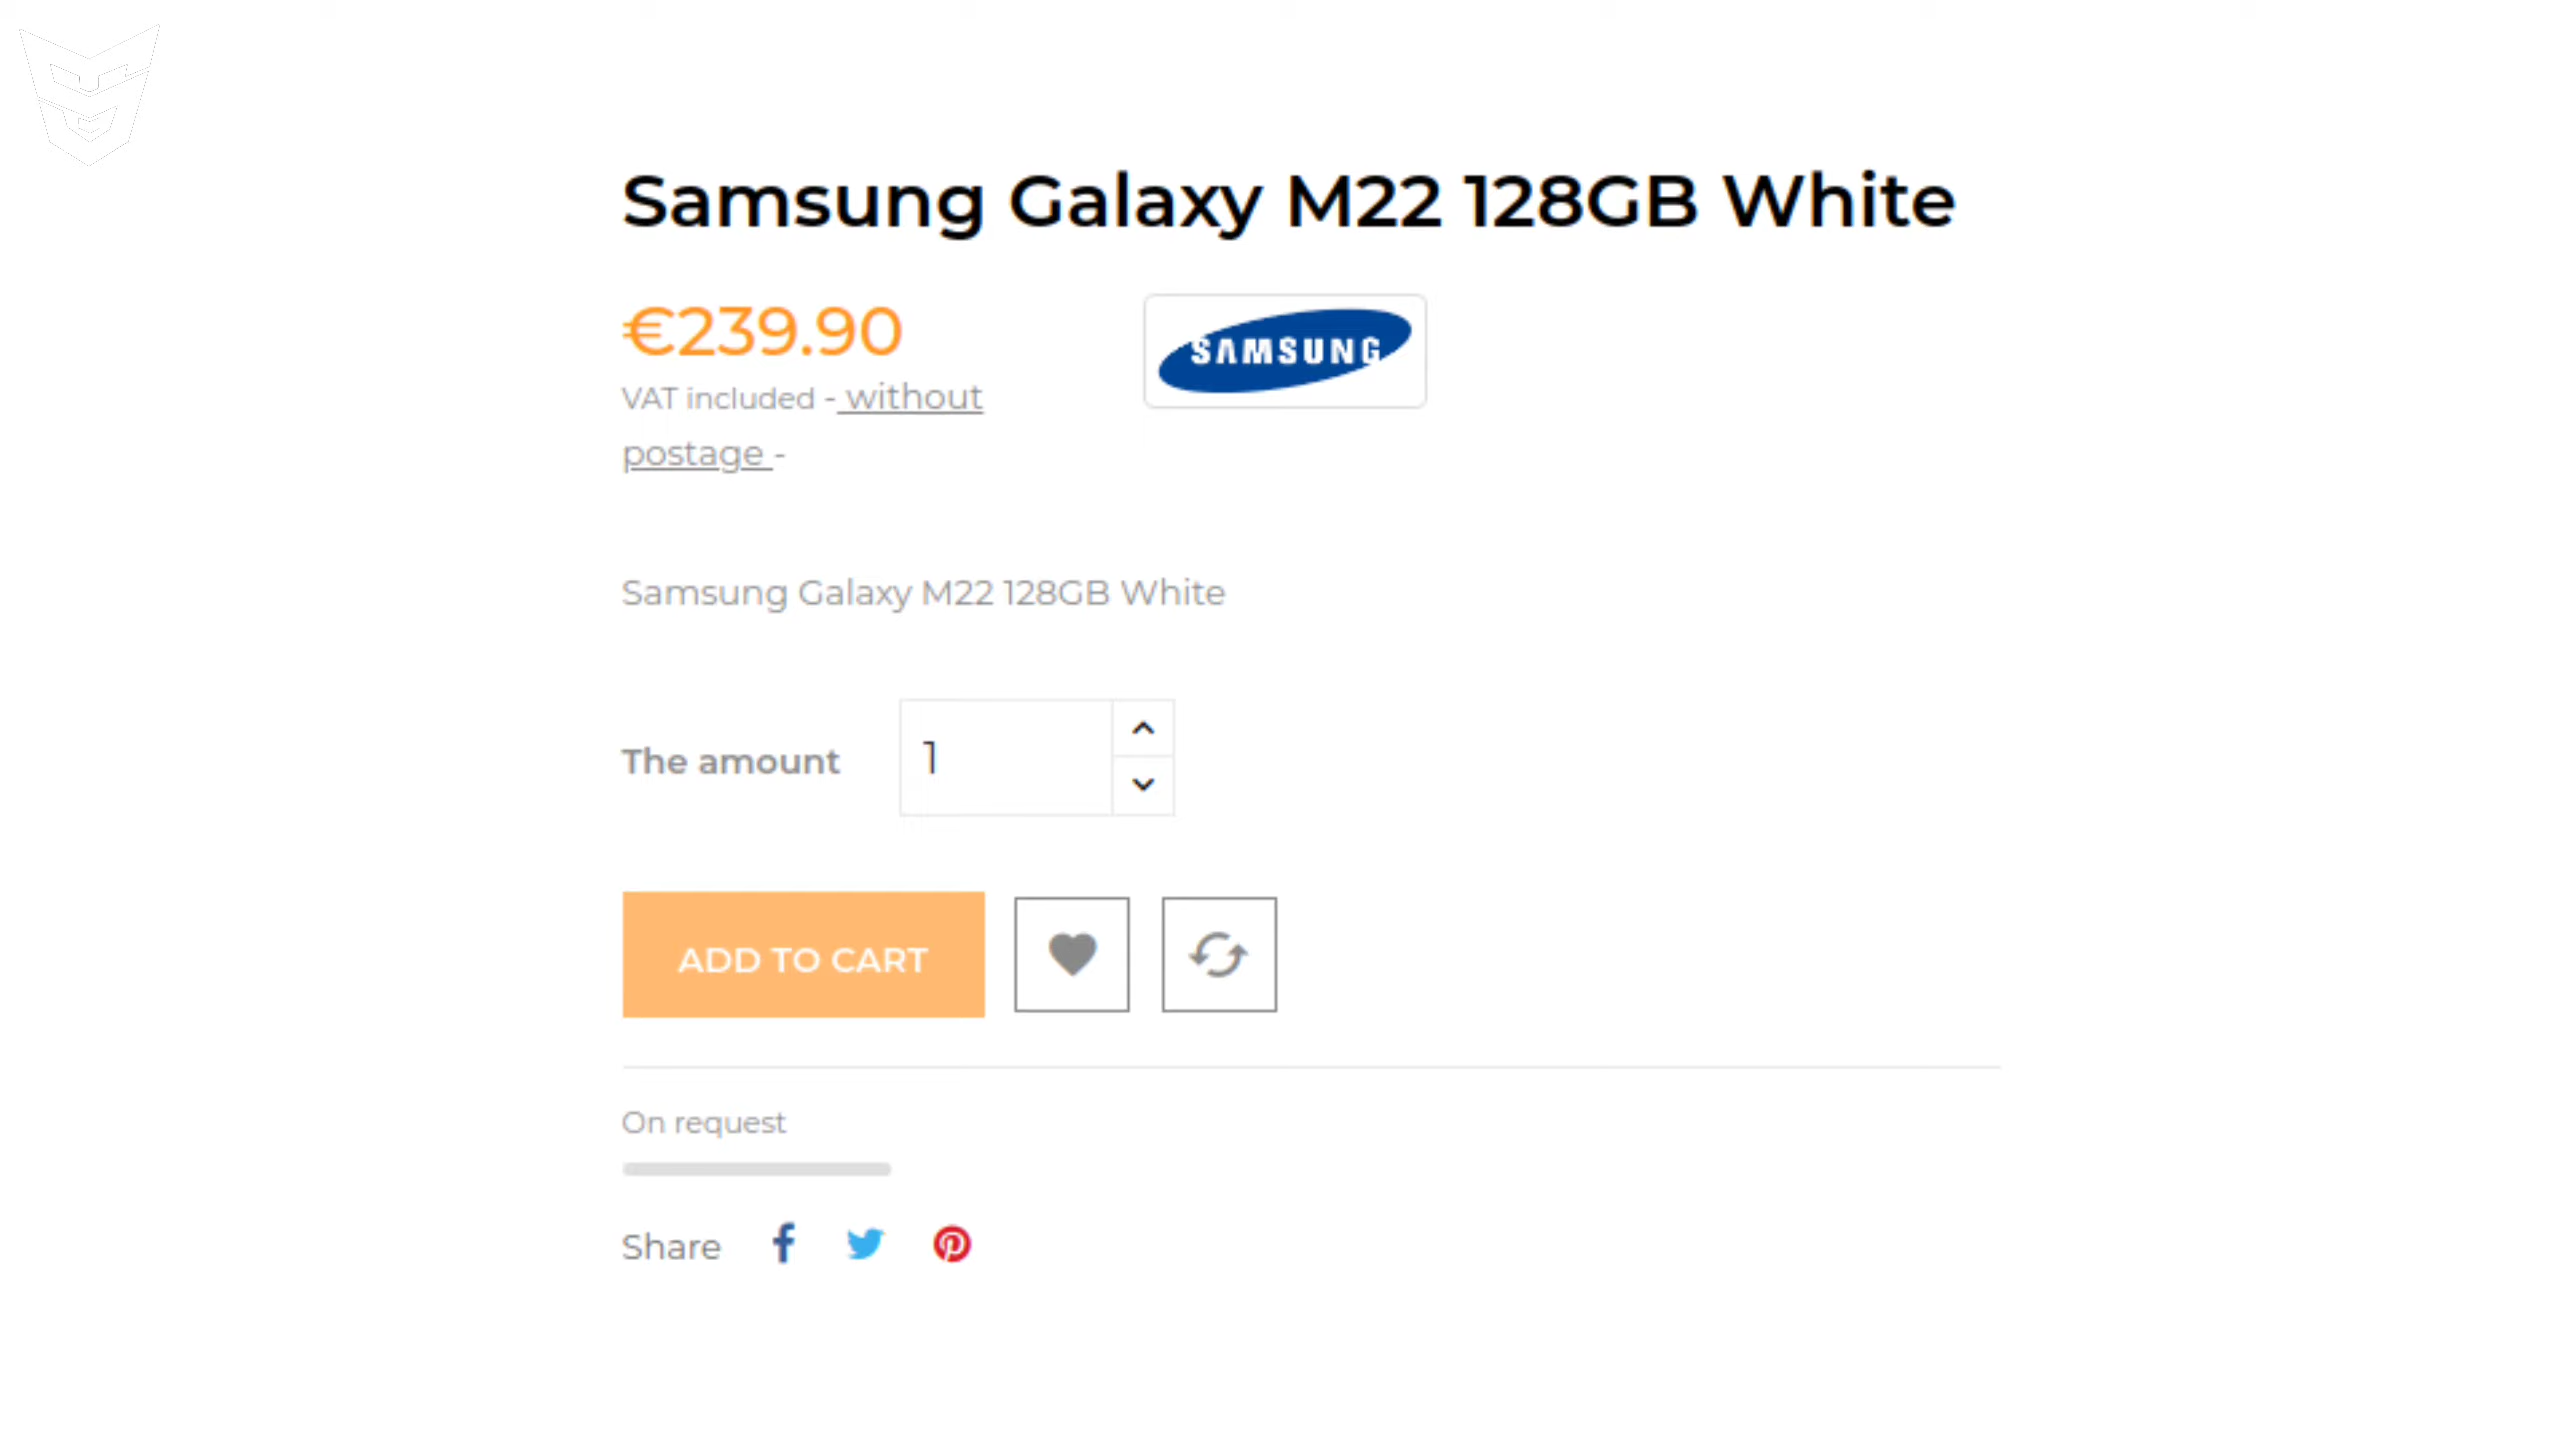 Samsung Galaxy M22 128GB White
€239.90
SAMSUNG
VAT included - without
postage -
Samsung Galaxy M22 128GB White
The amount 1
ADD TO CART
On request
Share